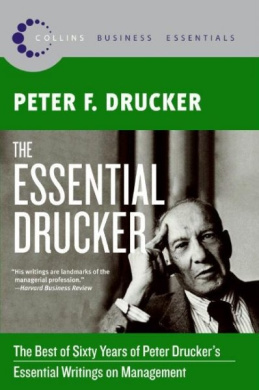 COLLINS BUSINESS ESSENTIALS
PETER F. DRUCKER
THE
ESSENTIAL
DRUCKER
"His writings are landmarks of the
managerial profession."
—Harvard Business Review
The Best of Sixty Years of Peter Drucker's
Essential Writings on Management